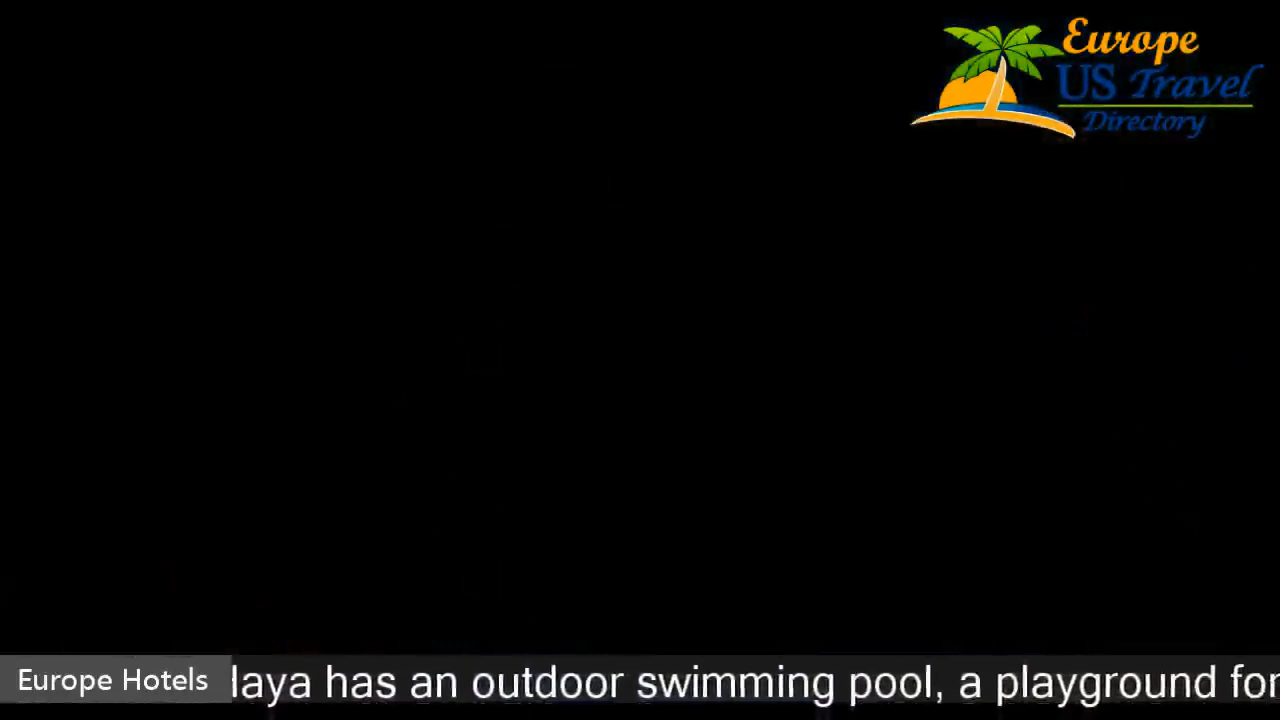 Europe
US Travel
Directory
Europe Hotels
laya has an outdoor swimming pool, a playground for